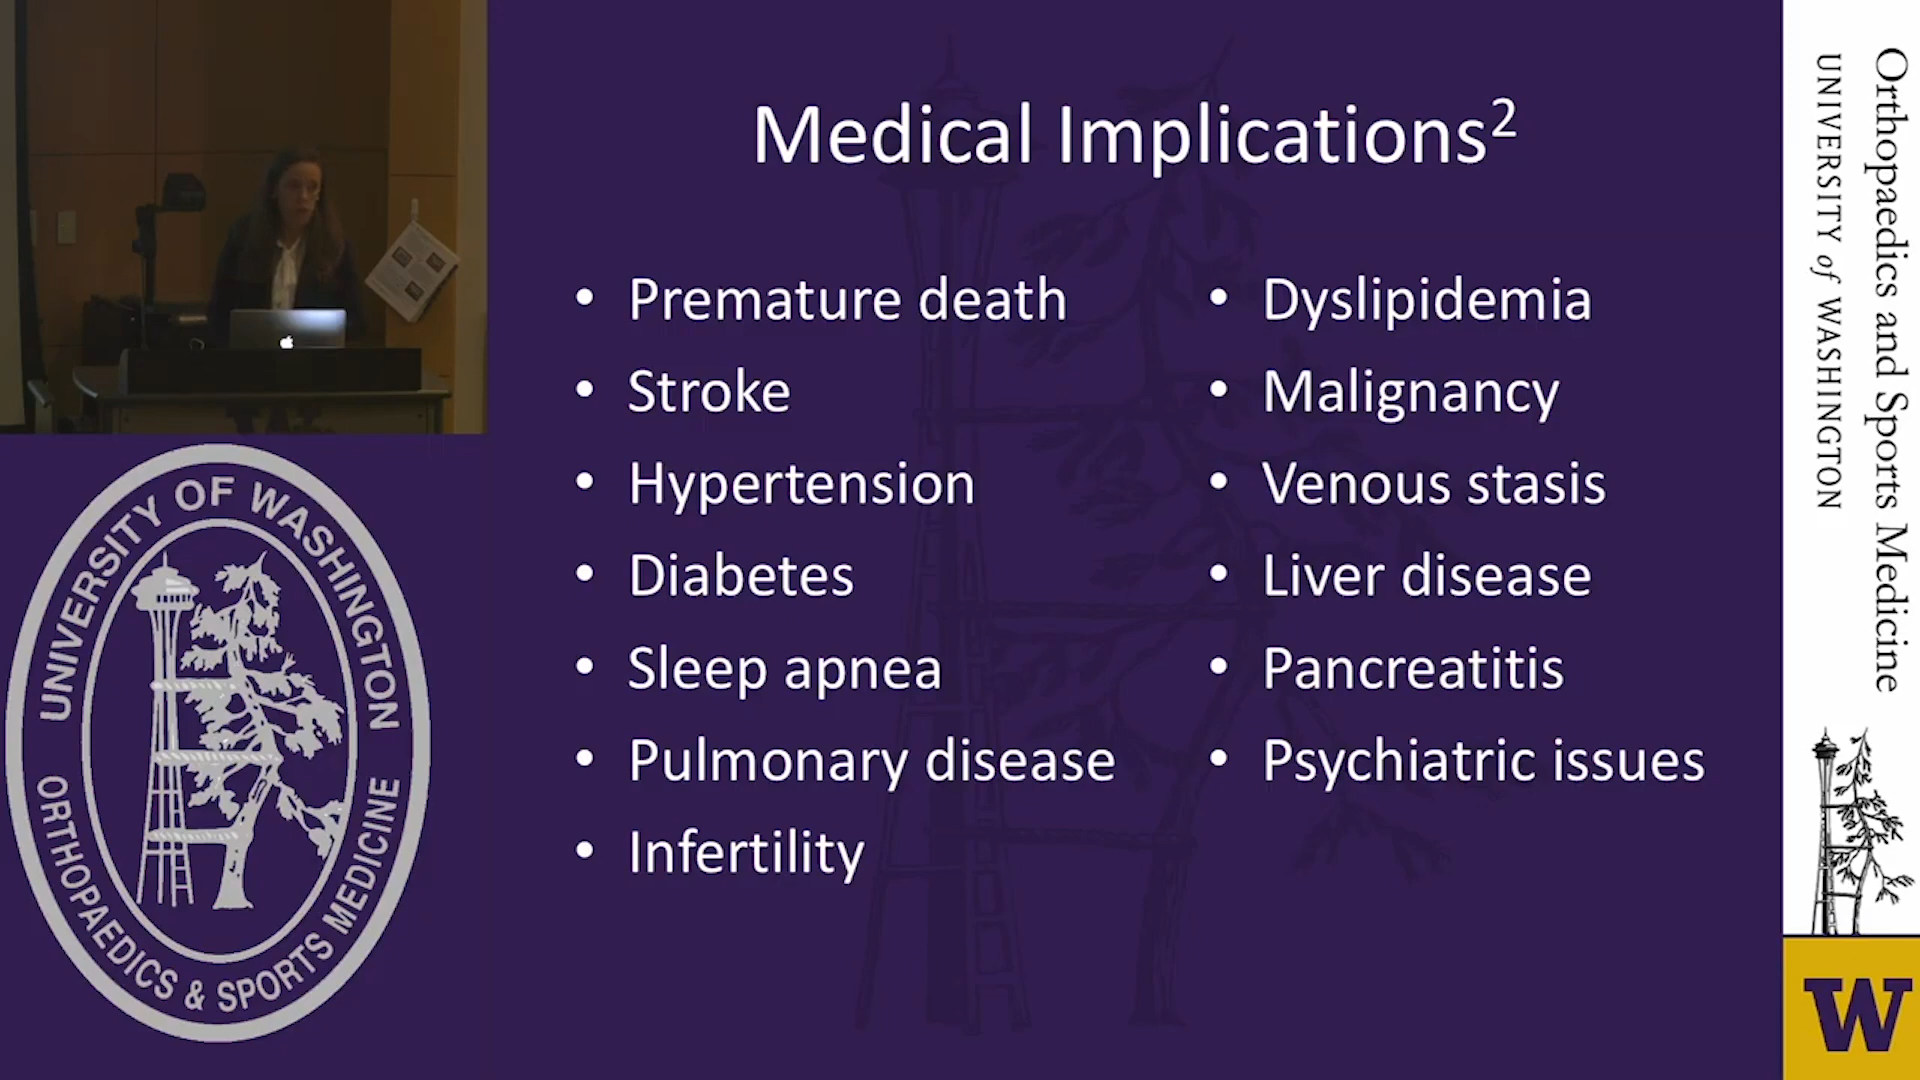 Medical Implications²
• Premature death
• Stroke
• Hypertension
• Diabetes
• Sleep apnea
• Pulmonary disease
• Infertility
• Dyslipidemia
• Malignancy
• Venous stasis
• Liver disease
• Pancreatitis
• Psychiatric issues
UNIVERSITY OF WASHINGTON
ORTHOPAEDICS & SPORTS MEDICINE
Orthopaedics and Sports Medicine
UNIVERSITY of WASHINGTON
W